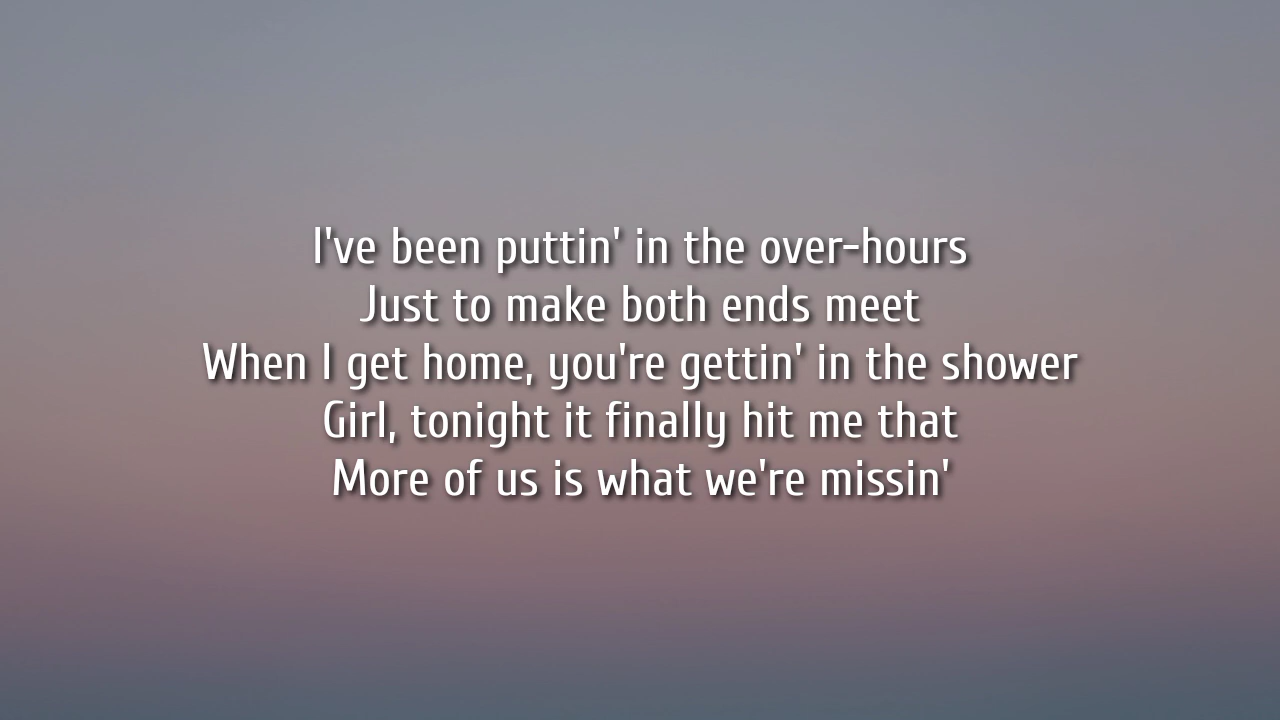 I've been puttin' in the over-hours
Just to make both ends meet
When I get home, you're gettin' in the shower
Girl, tonight it finally hit me that
More of us is what we're missin'